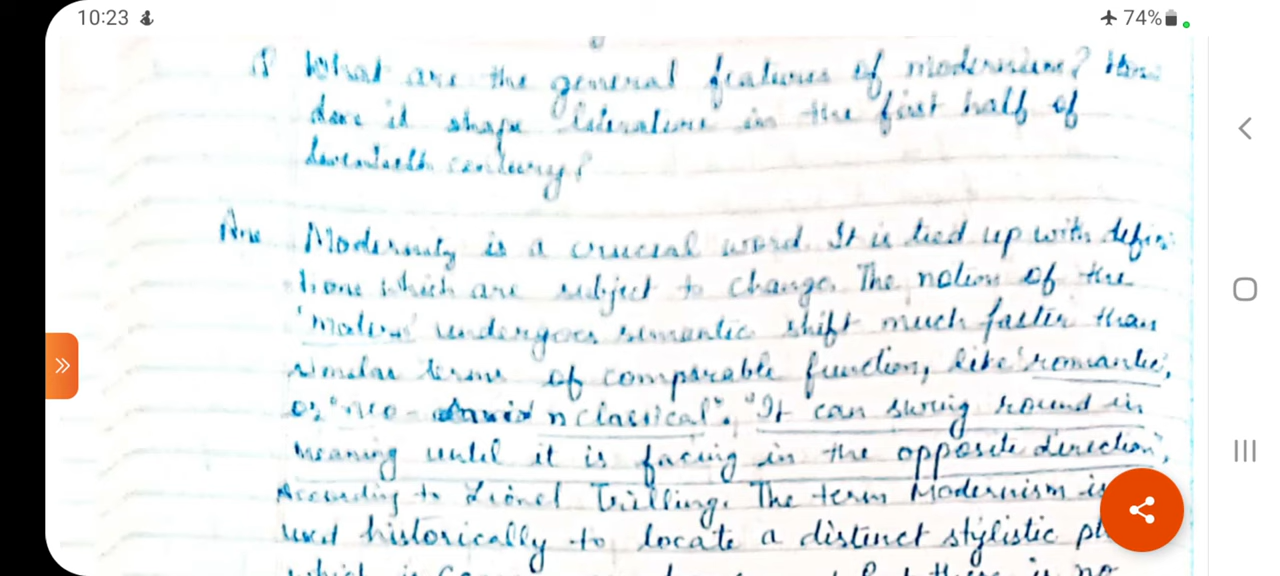 10:23
74%
What are the general features of modernism? How
does it shape literature in the first half of
twentieth century?
Ans Modernity is a crucial word. It is tied up with defini-
tions which are subject to change. The notion of the
'modern' undergoes semantic shift much faster than
similar terms of comparable function, like 'romantic',
or "neo- classical". "It can swing round in
meaning until it is facing in the opposite direction",
According to Lionel Trilling. The term Modernism is
used historically to locate a distinct stylistic
which is